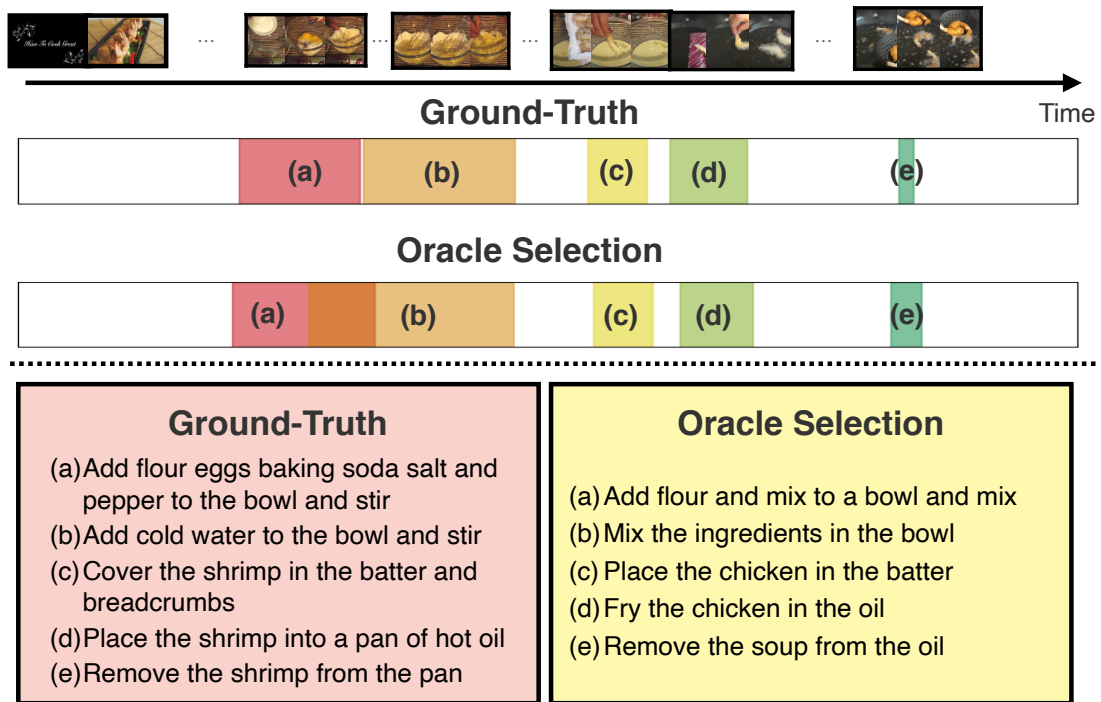 How To Cook Great
... ... ... ...
Time
Ground-Truth
(a) (b) (c) (d) (e)
Oracle Selection
(a) (b) (c) (d) (e)
Ground-Truth
(a) Add flour eggs baking soda salt and
pepper to the bowl and stir
(b) Add cold water to the bowl and stir
(c) Cover the shrimp in the batter and
breadcrumbs
(d) Place the shrimp into a pan of hot oil
(e) Remove the shrimp from the pan
Oracle Selection
(a) Add flour and mix to a bowl and mix
(b) Mix the ingredients in the bowl
(c) Place the chicken in the batter
(d) Fry the chicken in the oil
(e) Remove the soup from the oil